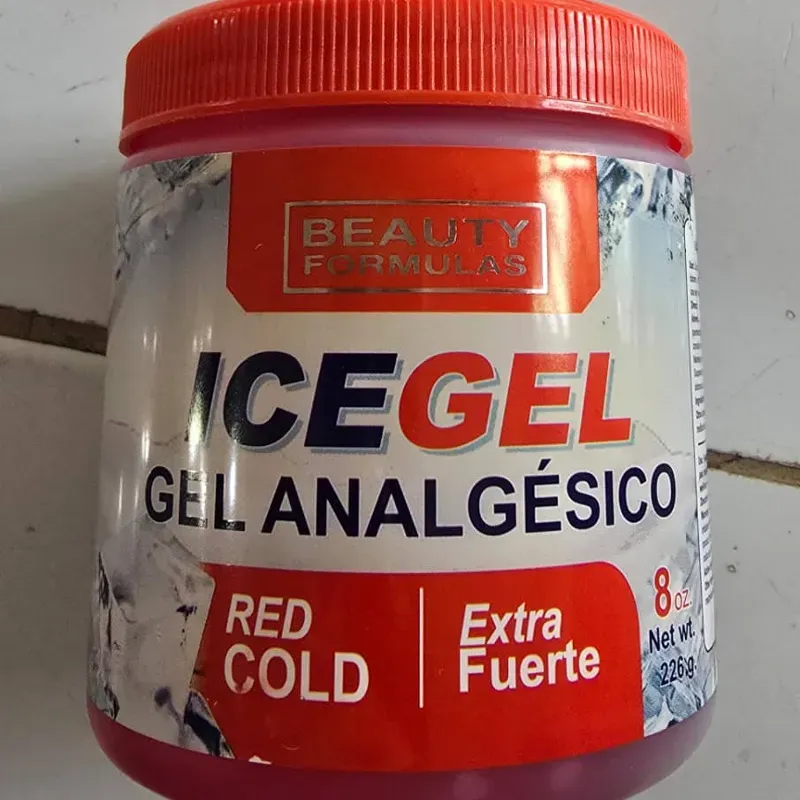 BEAUTY
FORMULAS
ICEGEL
GEL ANALGÉSICO
RED
COLD
Extra
Fuerte
8 oz.
Net wt.
226 g.